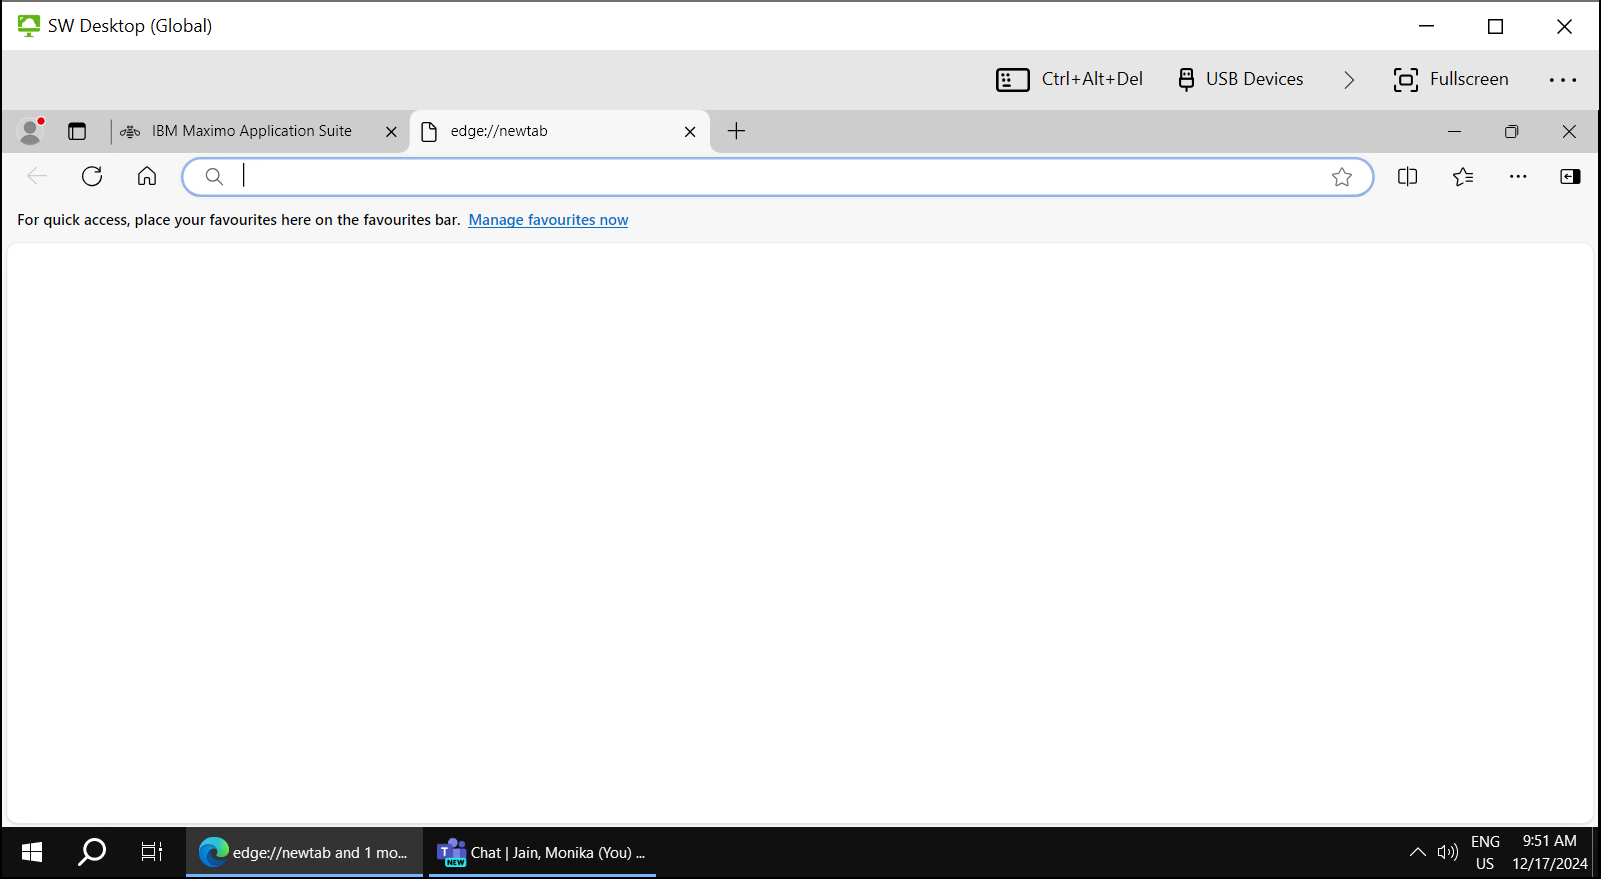 SW Desktop (Global)
Ctrl+Alt+Del
USB Devices
Fullscreen
IBM Maximo Application Suite
edge://newtab
For quick access, place your favourites here on the favourites bar. Manage favourites now
edge://newtab and 1 mo...
NEW
Chat | Jain, Monika (You) ...
ENG
US
9:51 AM
12/17/2024